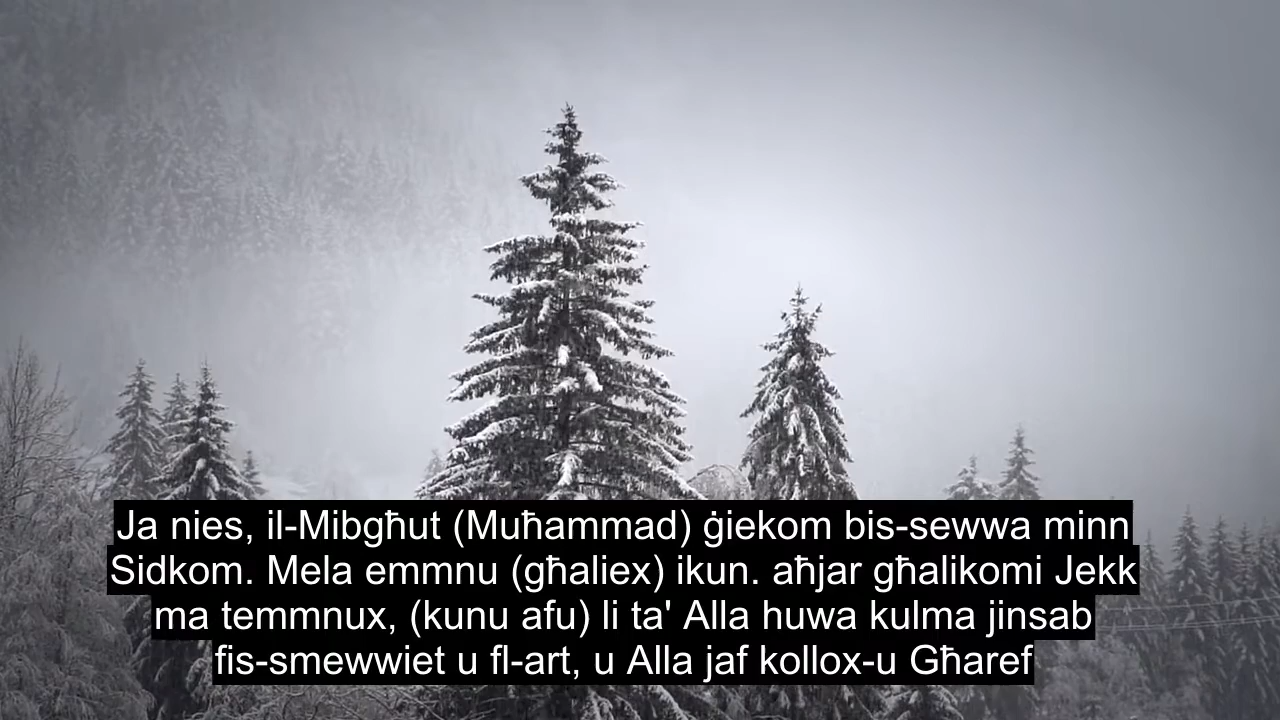 Ja nies, il-Mibgħut (Muħammad) ġiekom bis-sewwa minn
Sidkom. Mela emmnu (għaliex) ikun. aħjar għalikomi Jekk
ma temmnux, (kunu afu) li ta' Alla huwa kulma jinsab
fis-smewwiet u fl-art, u Alla jaf kollox-u Għaref